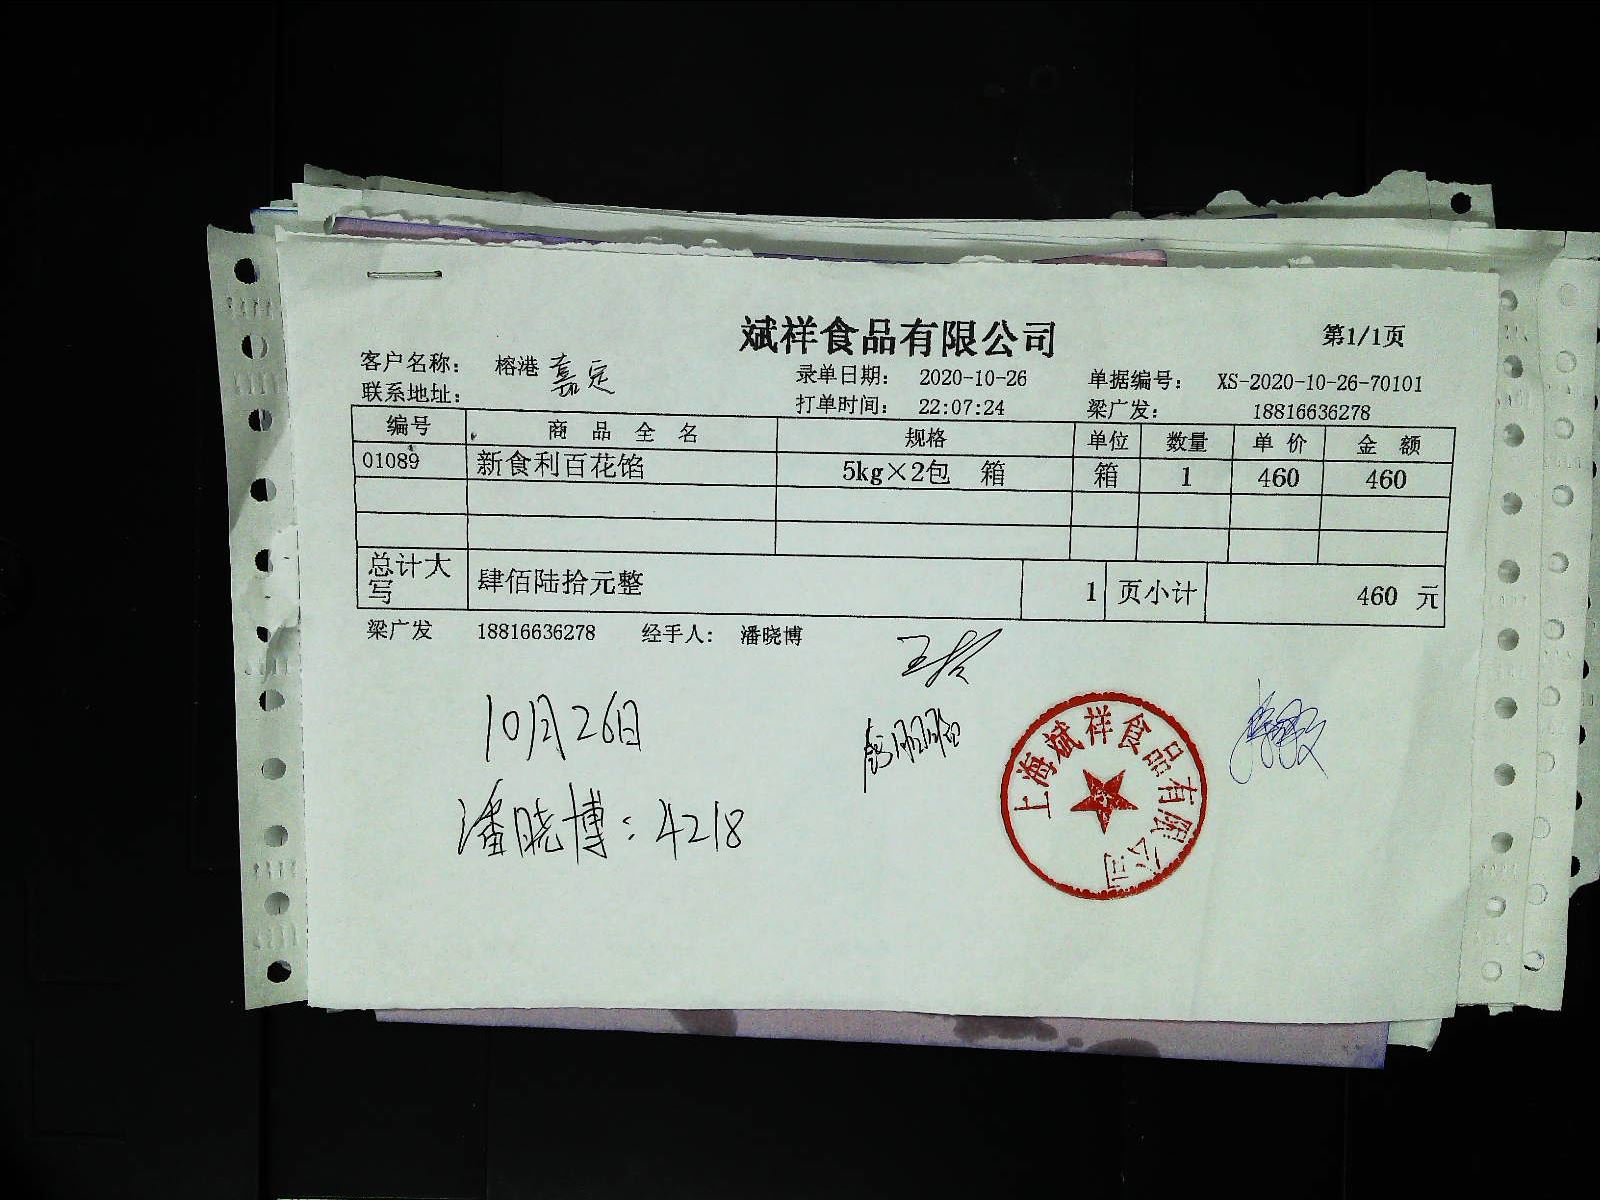 斌祥食品有限公司
第1/1页
客户名称： 榕港 嘉定
录单日期： 2020-10-26
单据编号： XS-2020-10-26-70101
联系地址：
打单时间： 22:07:24
梁广发： 18816636278
编号 商 品 全 名 规格 单位 数量 单 价 金 额
01089 新食利百花馅 5kg×2包 箱 箱 1 460 460
总计大写 肆佰陆拾元整 1 页小计 460 元
梁广发 18816636278 经手人： 潘晓博
10月26日
潘晓博：4218
上海斌祥食品有限公司